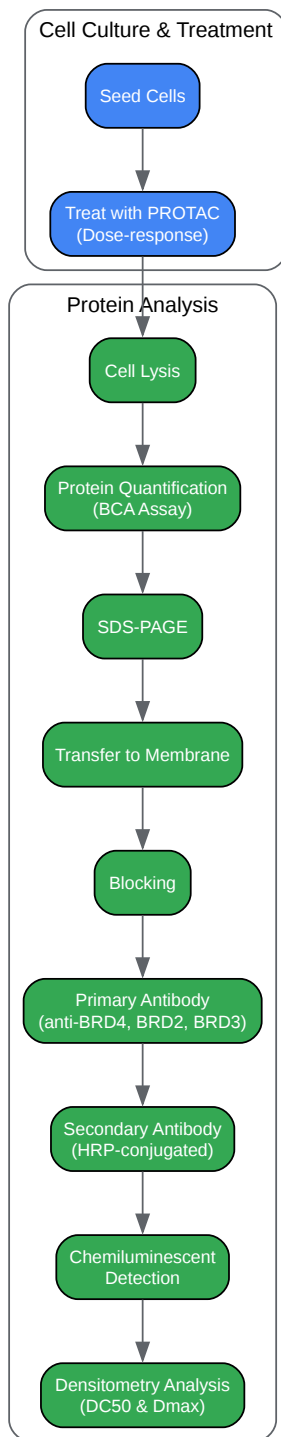 Cell Culture & Treatment
Seed Cells
Treat with PROTAC
(Dose-response)
Protein Analysis
Cell Lysis
Protein Quantification
(BCA Assay)
SDS-PAGE
Transfer to Membrane
Blocking
Primary Antibody
(anti-BRD4, BRD2, BRD3)
Secondary Antibody
(HRP-conjugated)
Chemiluminescent
Detection
Densitometry Analysis
(DC50 & Dmax)